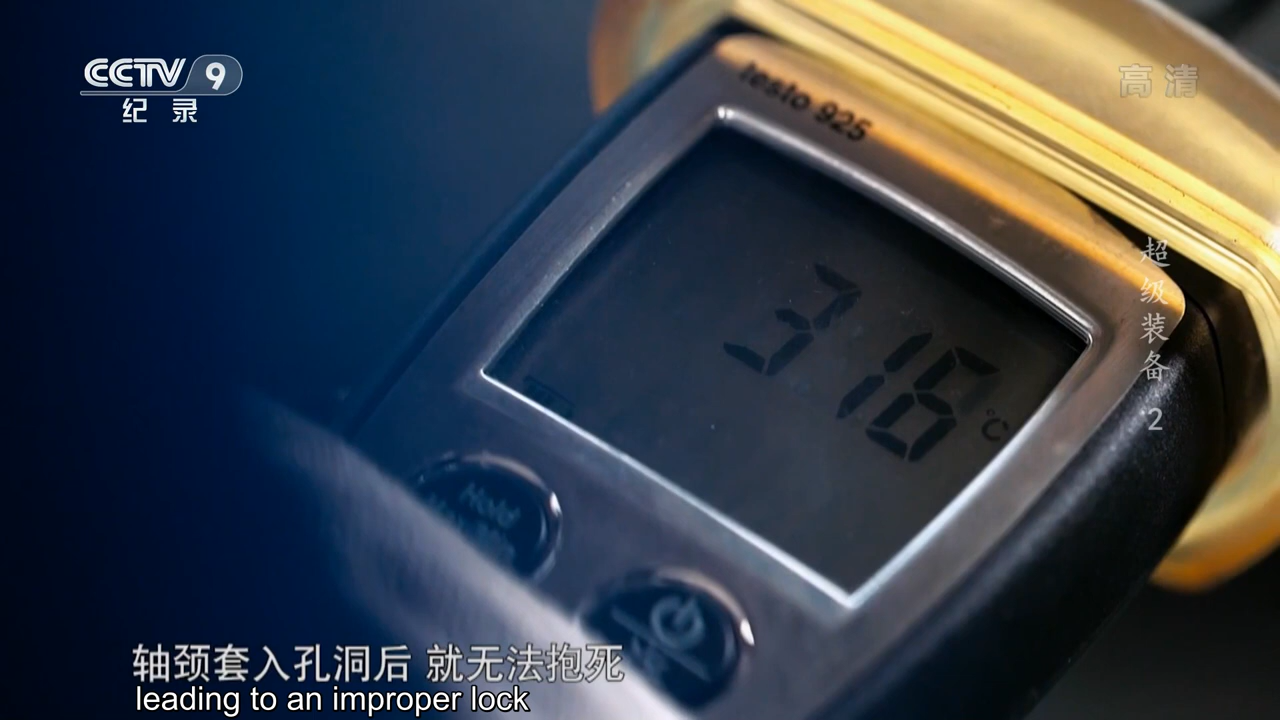 CCTV 9
纪录
高清
testo 925
超级装备 2
316 °C
Hold
轴颈套入孔洞后 就无法抱死
leading to an improper lock